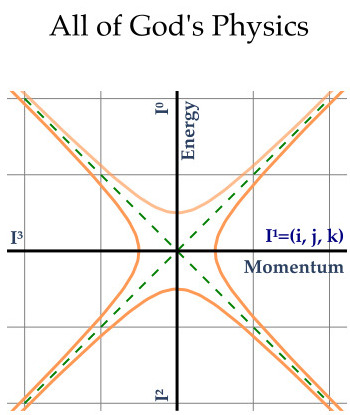 All of God's Physics
I⁰
Energy
I³
I¹=(i, j, k)
Momentum
I²